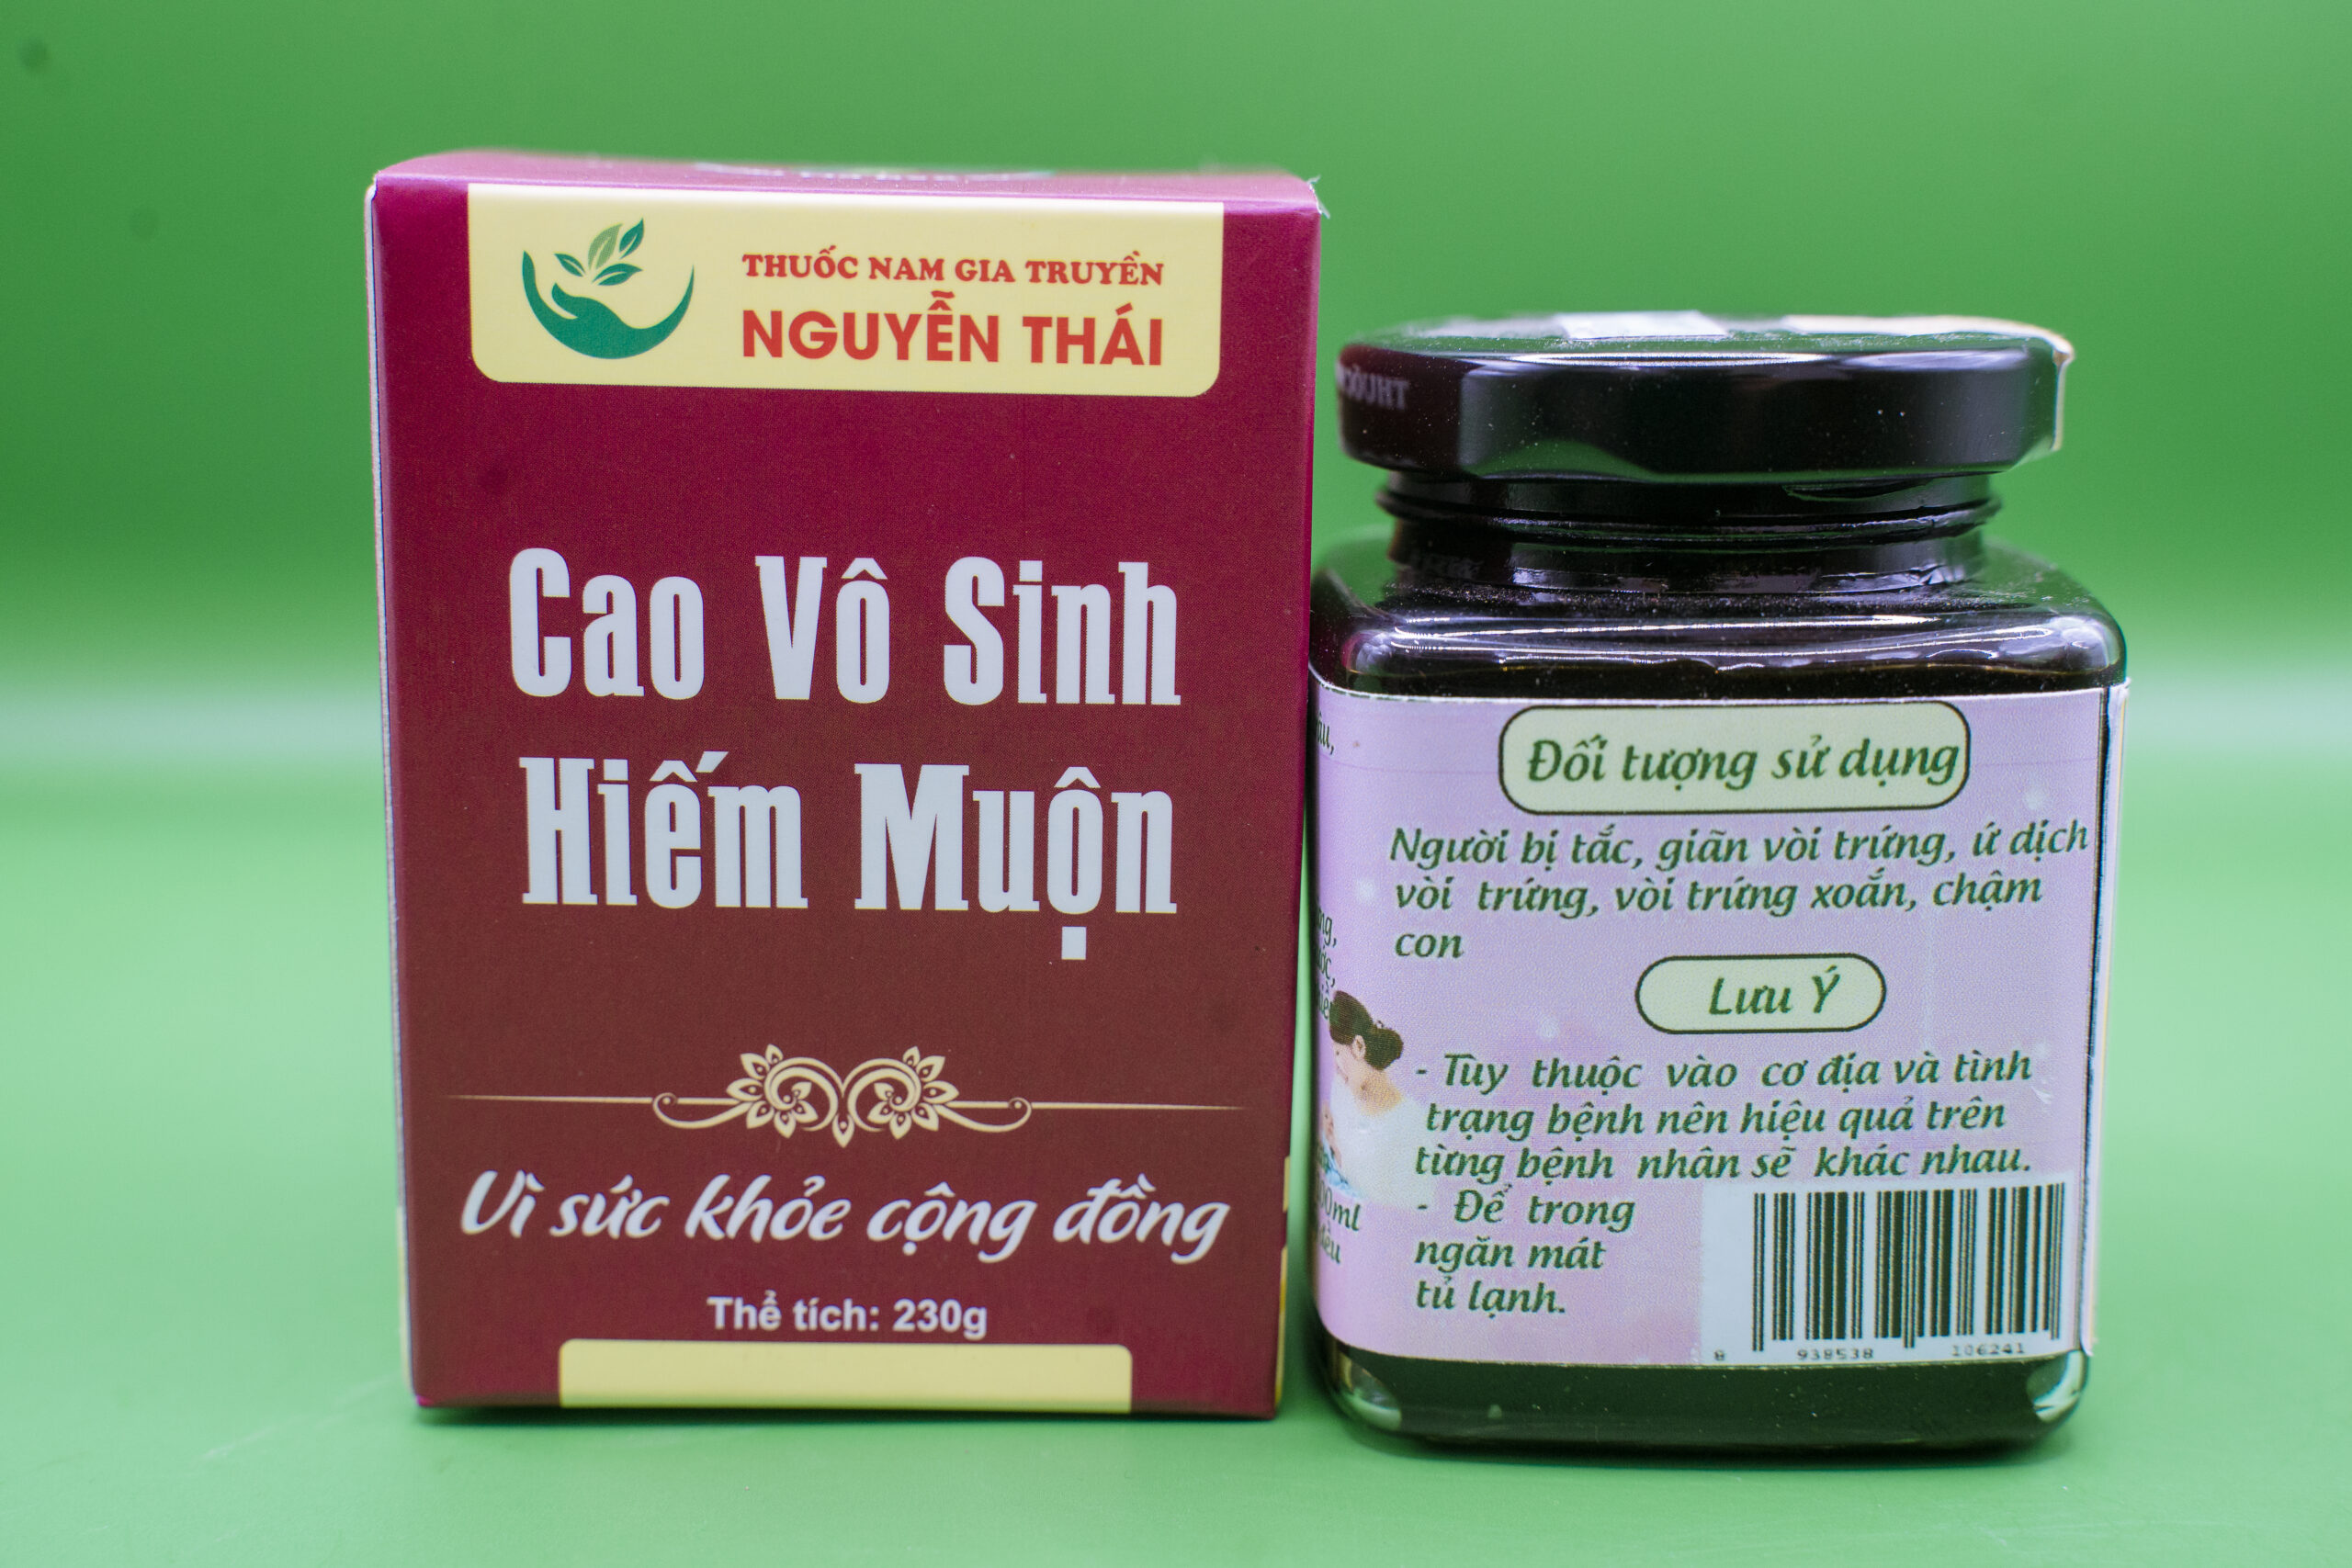 THUỐC NAM GIA TRUYỀN
NGUYỄN THÁI
Cao Vô Sinh
Hiếm Muộn
Vì sức khỏe cộng đồng
Thể tích: 230g
Đối tượng sử dụng
Người bị tắc, giãn vòi trứng, ứ dịch
vòi trứng, vòi trứng xoắn, chậm
con
Lưu Ý
- Tùy thuộc vào cơ địa và tình
trạng bệnh nên hiệu quả trên
từng bệnh nhân sẽ khác nhau.
- Để trong
ngăn mát
tủ lạnh.
8 938538 106241